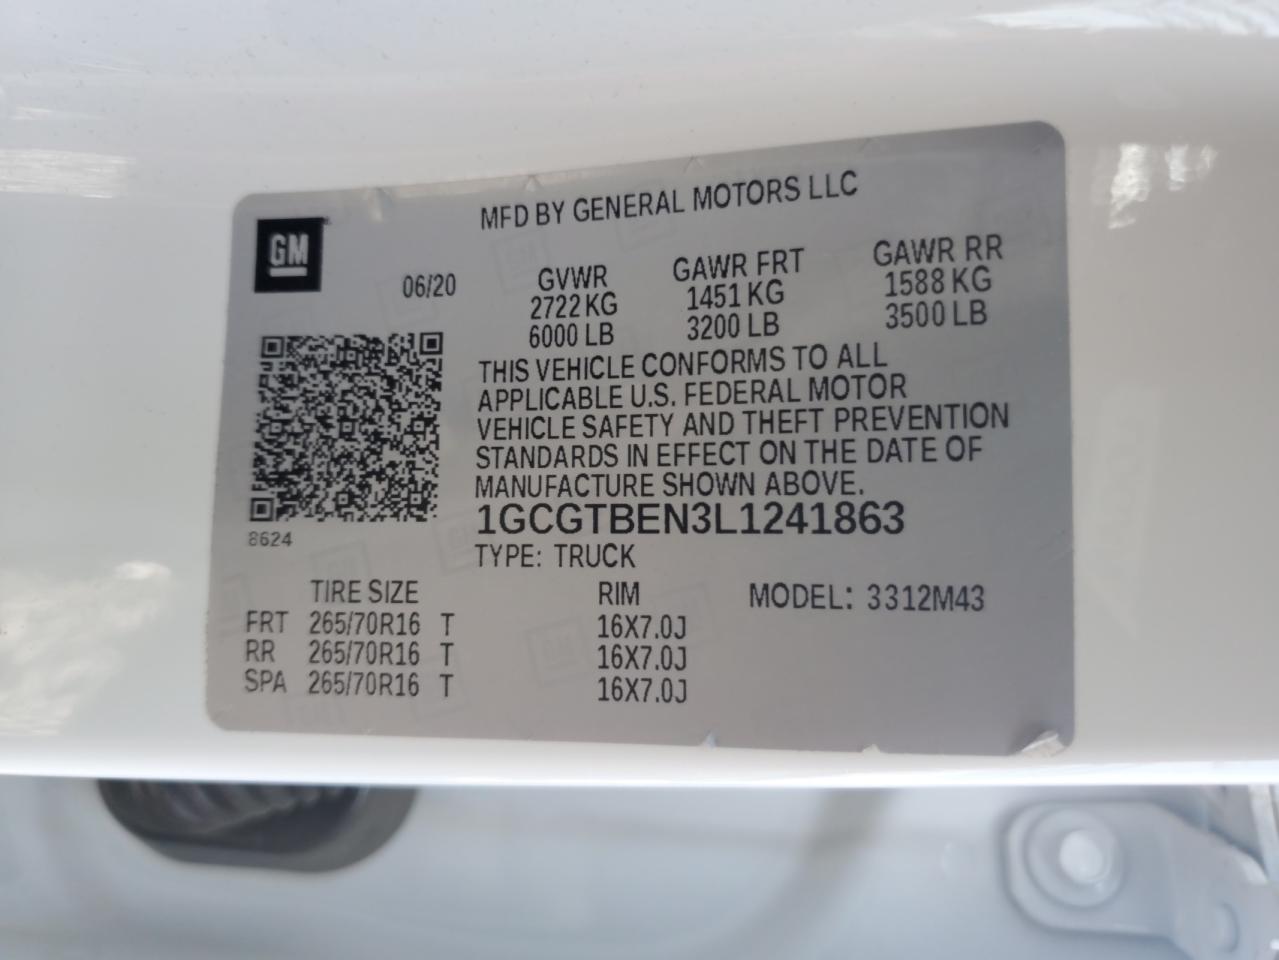 MFD BY GENERAL MOTORS LLC
GM
06/20
GVWR GAWR FRT GAWR RR
2722 KG 1451 KG 1588 KG
6000 LB 3200 LB 3500 LB
THIS VEHICLE CONFORMS TO ALL
APPLICABLE U.S. FEDERAL MOTOR
VEHICLE SAFETY AND THEFT PREVENTION
STANDARDS IN EFFECT ON THE DATE OF
MANUFACTURE SHOWN ABOVE.
1GCGTBEN3L1241863
8624
TYPE: TRUCK
TIRE SIZE RIM MODEL: 3312M43
FRT 265/70R16 T 16X7.0J
RR 265/70R16 T 16X7.0J
SPA 265/70R16 T 16X7.0J